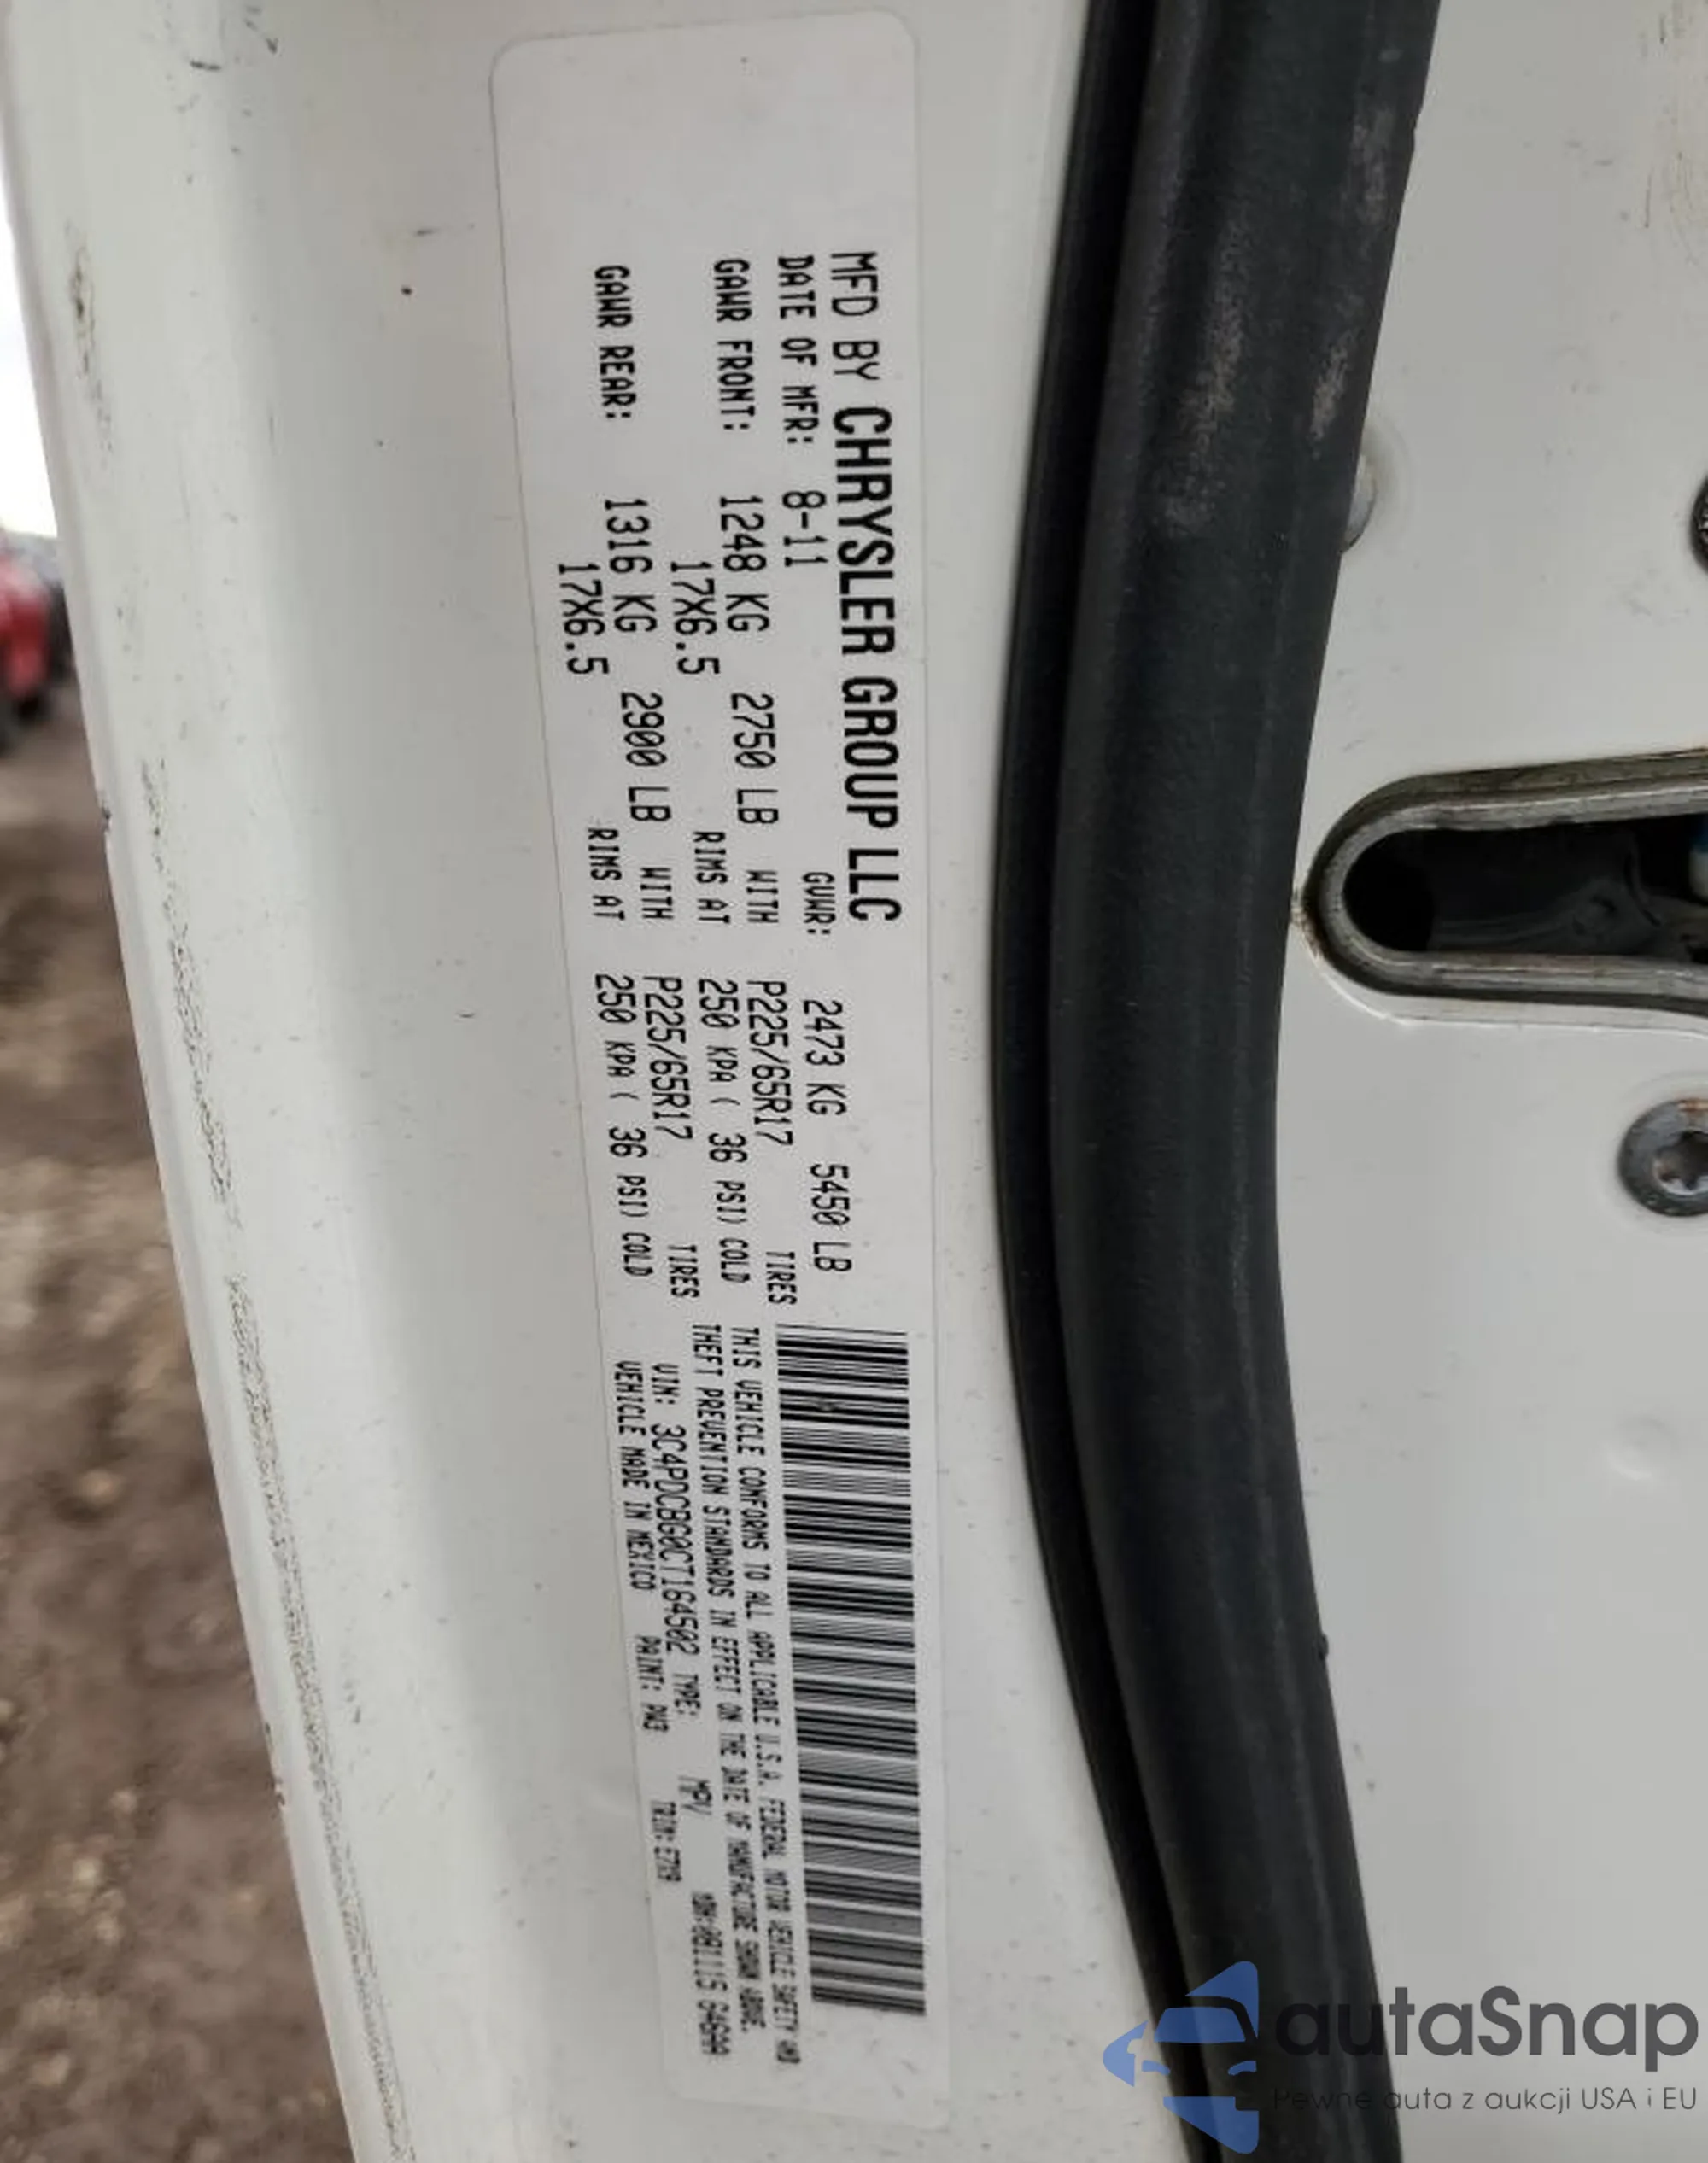 MFD BY CHRYSLER GROUP LLC
DATE OF MFR: 8-11 GVWR: 2473 KG 5450 LB
GAWR FRONT: 1248 KG 2750 LB WITH P225/65R17 TIRES
17X6.5 RIMS AT 250 KPA ( 36 PSI) COLD
GAWR REAR: 1316 KG 2900 LB WITH P225/65R17 TIRES
17X6.5 RIMS AT 250 KPA ( 36 PSI) COLD
THIS VEHICLE CONFORMS TO ALL APPLICABLE U.S.A. FEDERAL MOTOR VEHICLE SAFETY AND
THEFT PREVENTION STANDARDS IN EFFECT ON THE DATE OF MANUFACTURE SHOWN ABOVE.
VIN: 3C4PDCBG0CT164502 TYPE: MPV MDH:081115
VEHICLE MADE IN MEXICO PAINT: PW3 TRIM: E7X9
autaSnap
Pewne auta z aukcji USA i EU